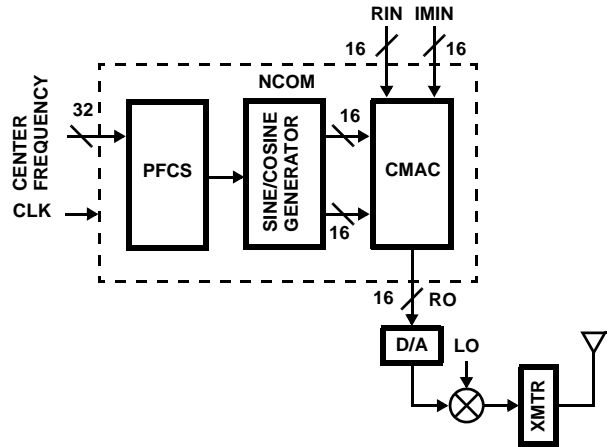 RIN IMIN
16 16
NCOM
CENTER
FREQUENCY
32
CLK
PFCS
SINE/COSINE
GENERATOR
16
16
CMAC
16 RO
D/A
LO
XMTR